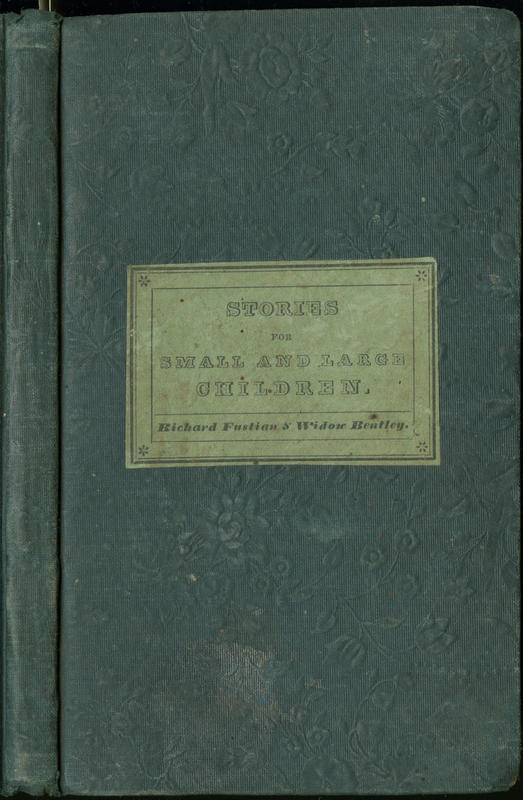 STORIES
FOR
SMALL AND LARGE
CHILDREN.
Richard Fustian & Widow Bentley.